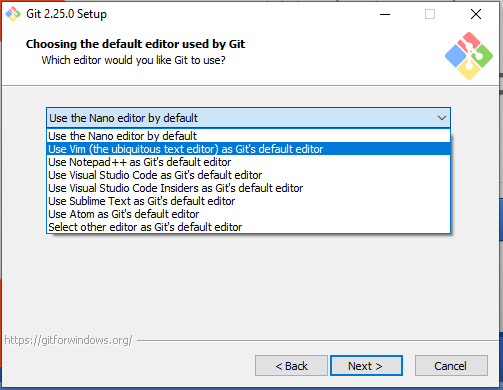 Git 2.25.0 Setup
Choosing the default editor used by Git
Which editor would you like Git to use?
Use the Nano editor by default
Use the Nano editor by default
Use Vim (the ubiquitous text editor) as Git's default editor
Use Notepad++ as Git's default editor
Use Visual Studio Code as Git's default editor
Use Visual Studio Code Insiders as Git's default editor
Use Sublime Text as Git's default editor
Use Atom as Git's default editor
Select other editor as Git's default editor
https://gitforwindows.org/
< Back
Next >
Cancel